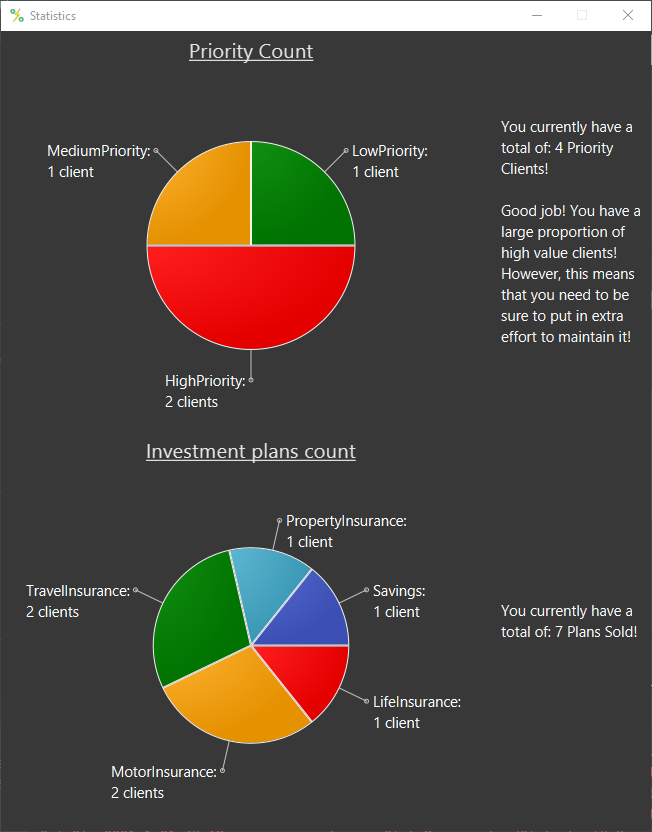 Statistics
Priority Count
MediumPriority:
1 client
LowPriority:
1 client
HighPriority:
2 clients
You currently have a
total of: 4 Priority
Clients!
Good job! You have a
large proportion of
high value clients!
However, this means
that you need to be
sure to put in extra
effort to maintain it!
Investment plans count
PropertyInsurance:
1 client
TravelInsurance:
2 clients
Savings:
1 client
LifeInsurance:
1 client
MotorInsurance:
2 clients
You currently have a
total of: 7 Plans Sold!